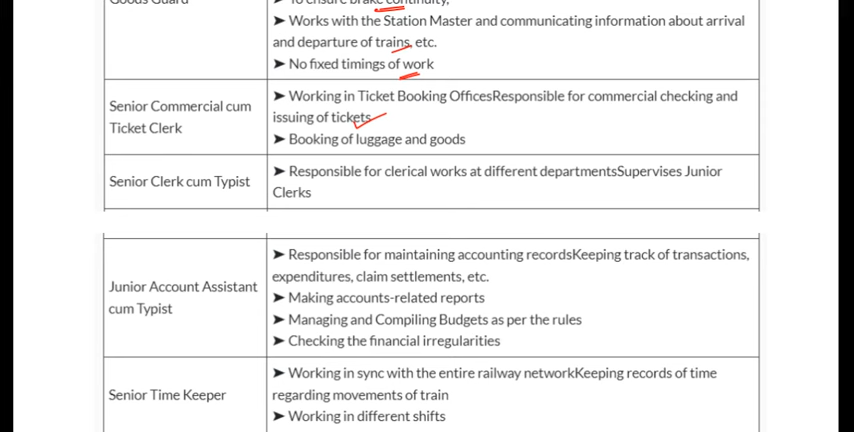 Goods Guard
➤ To ensure brake continuity,
➤ Works with the Station Master and communicating information about arrival
and departure of trains, etc.
➤ No fixed timings of work
Senior Commercial cum
Ticket Clerk
➤ Working in Ticket Booking OfficesResponsible for commercial checking and
issuing of tickets
➤ Booking of luggage and goods
Senior Clerk cum Typist
➤ Responsible for clerical works at different departmentsSupervises Junior
Clerks
Junior Account Assistant
cum Typist
➤ Responsible for maintaining accounting recordsKeeping track of transactions,
expenditures, claim settlements, etc.
➤ Making accounts-related reports
➤ Managing and Compiling Budgets as per the rules
➤ Checking the financial irregularities
Senior Time Keeper
➤ Working in sync with the entire railway networkKeeping records of time
regarding movements of train
➤ Working in different shifts